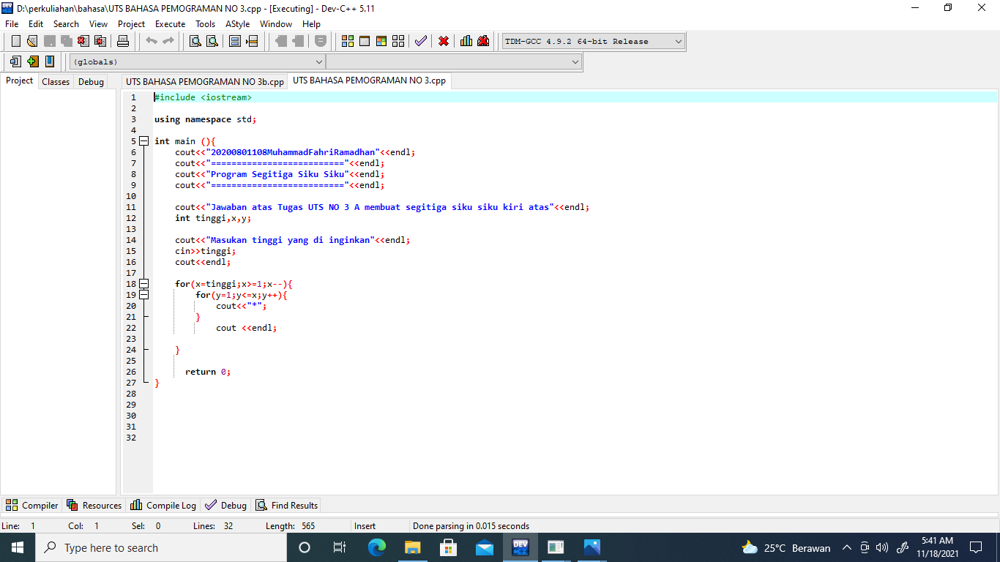 D:\perkuliahan\bahasa\UTS BAHASA PEMOGRAMAN NO 3.cpp - [Executing] - Dev-C++ 5.11
File Edit Search View Project Execute Tools AStyle Window Help
TDM-GCC 4.9.2 64-bit Release
(globals)
Project Classes Debug UTS BAHASA PEMOGRAMAN NO 3b.cpp UTS BAHASA PEMOGRAMAN NO 3.cpp
1 #include <iostream>
2
3 using namespace std;
4
5 int main (){
6 cout<<"20200801108MuhammadFahriRamadhan"<<endl;
7 cout<<"=========================="<<endl;
8 cout<<"Program Segitiga Siku Siku"<<endl;
9 cout<<"=========================="<<endl;
10
11 cout<<"Jawaban atas Tugas UTS NO 3 A membuat segitiga siku siku kiri atas"<<endl;
12 int tinggi,x,y;
13
14 cout<<"Masukan tinggi yang di inginkan"<<endl;
15 cin>>tinggi;
16 cout<<endl;
17
18 for(x=tinggi;x>=1;x--){
19 for(y=1;y<=x;y++){
20 cout<<"*";
21 }
22 cout <<endl;
23
24 }
25
26 return 0;
27 }
28
29
30
31
32
Compiler Resources Compile Log Debug Find Results
Line: 1 Col: 1 Sel: 0 Lines: 32 Length: 565 Insert Done parsing in 0.015 seconds
Type here to search DEV C++ 25°C Berawan 5:41 AM
11/18/2021